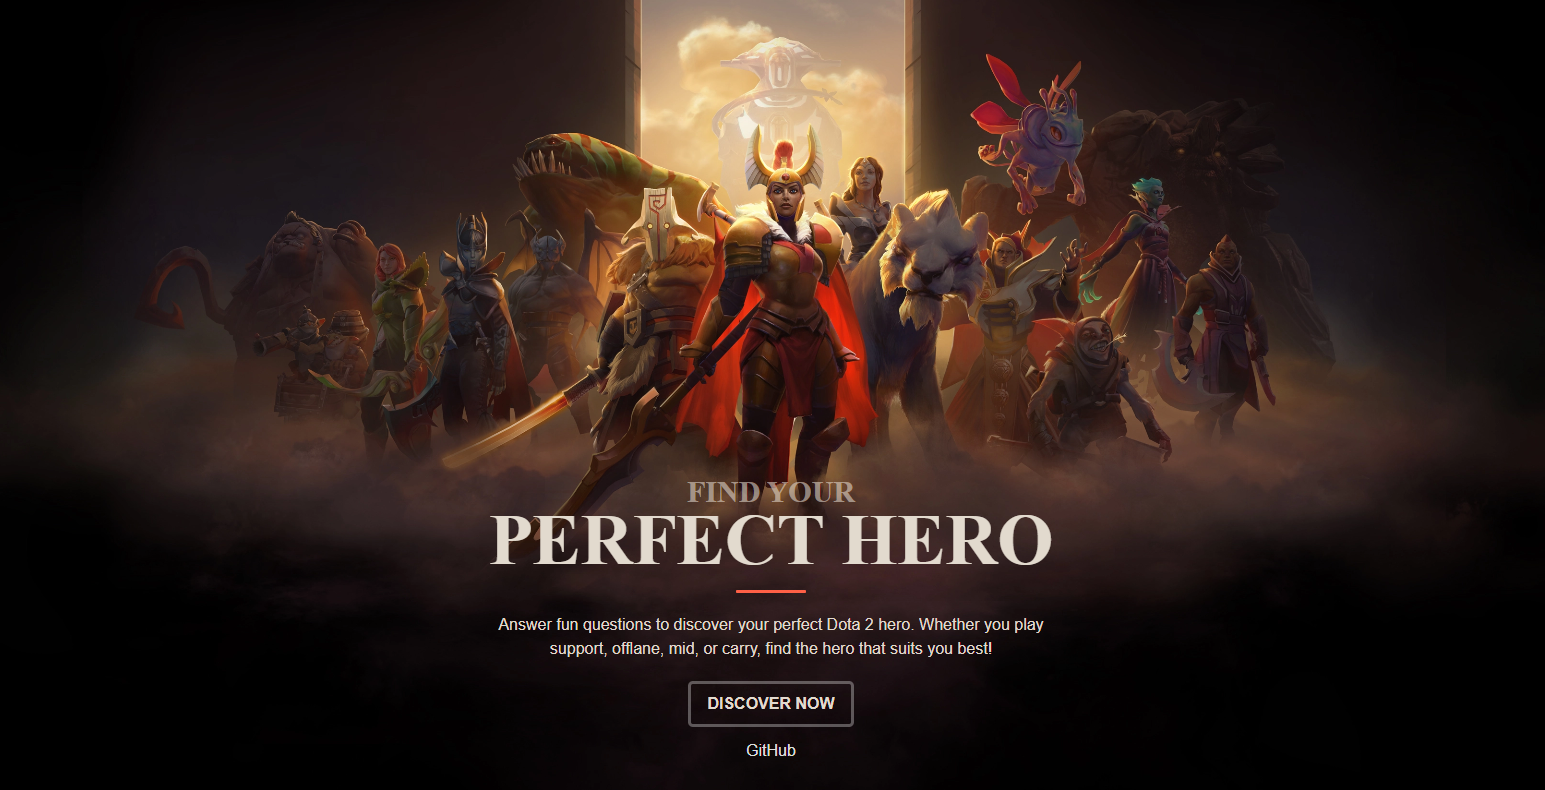 FIND YOUR
PERFECT HERO
Answer fun questions to discover your perfect Dota 2 hero. Whether you play
support, offlane, mid, or carry, find the hero that suits you best!
DISCOVER NOW
GitHub